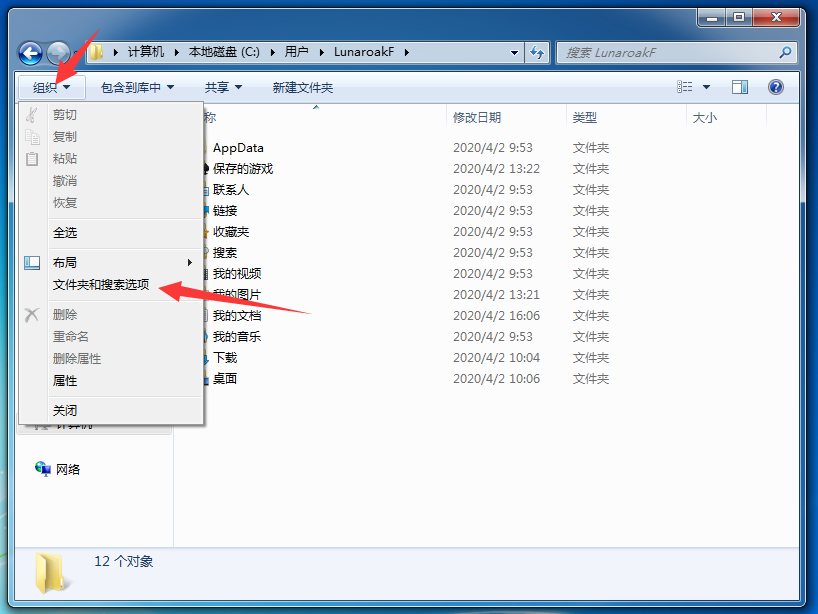 计算机 本地磁盘 (C:) 用户 LunaroakF
搜索 LunaroakF
组织 包含到库中 共享 新建文件夹
称 修改日期 类型 大小
剪切
复制
粘贴
撤消
恢复
全选
布局
文件夹和搜索选项
删除
重命名
删除属性
属性
关闭
AppData 2020/4/2 9:53 文件夹
保存的游戏 2020/4/2 13:22 文件夹
联系人 2020/4/2 9:53 文件夹
链接 2020/4/2 9:53 文件夹
收藏夹 2020/4/2 9:53 文件夹
搜索 2020/4/2 9:53 文件夹
我的视频 2020/4/2 9:53 文件夹
我的图片 2020/4/2 13:21 文件夹
我的文档 2020/4/2 16:06 文件夹
我的音乐 2020/4/2 9:53 文件夹
下载 2020/4/2 10:04 文件夹
桌面 2020/4/2 10:06 文件夹
计算机
网络
12 个对象